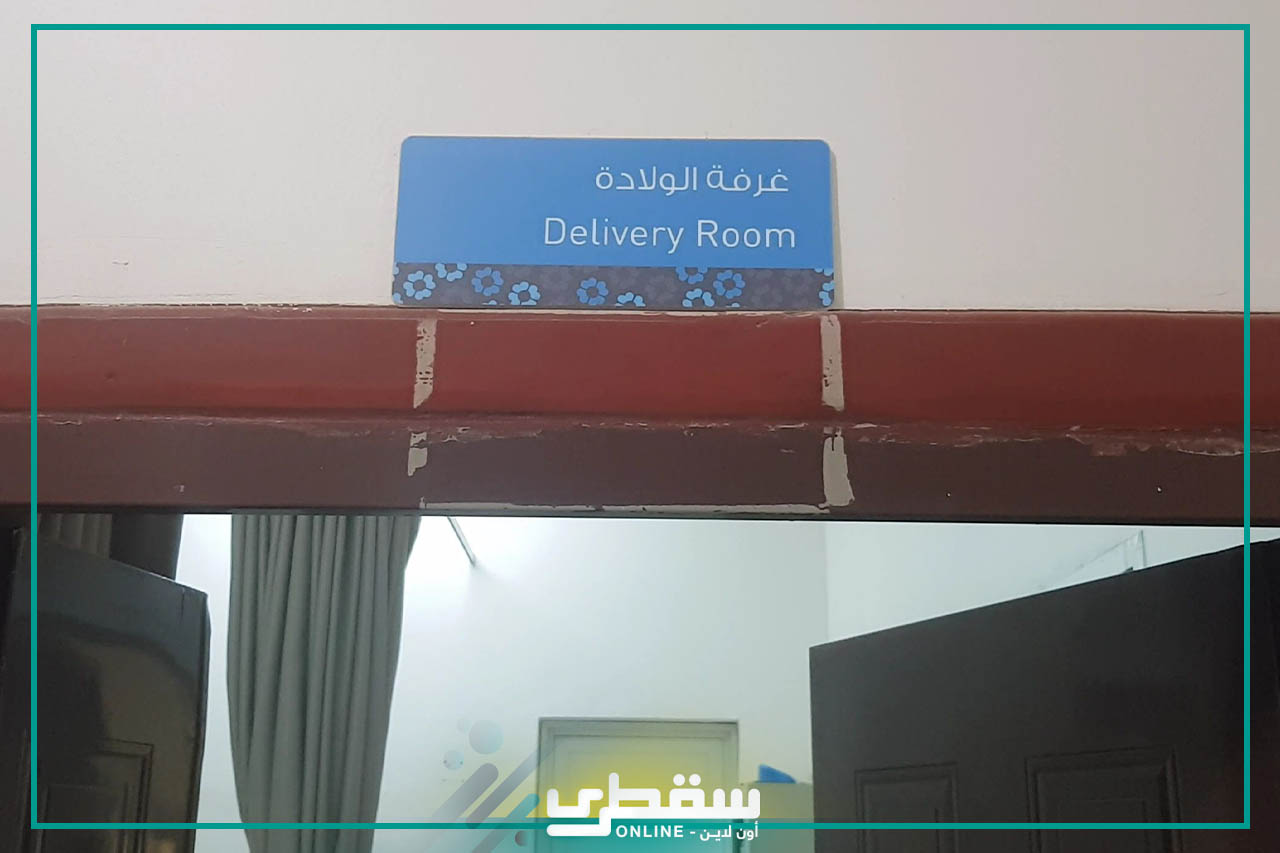 غرفة الولادة
Delivery Room
سقطرى
أون لاين - ONLINE